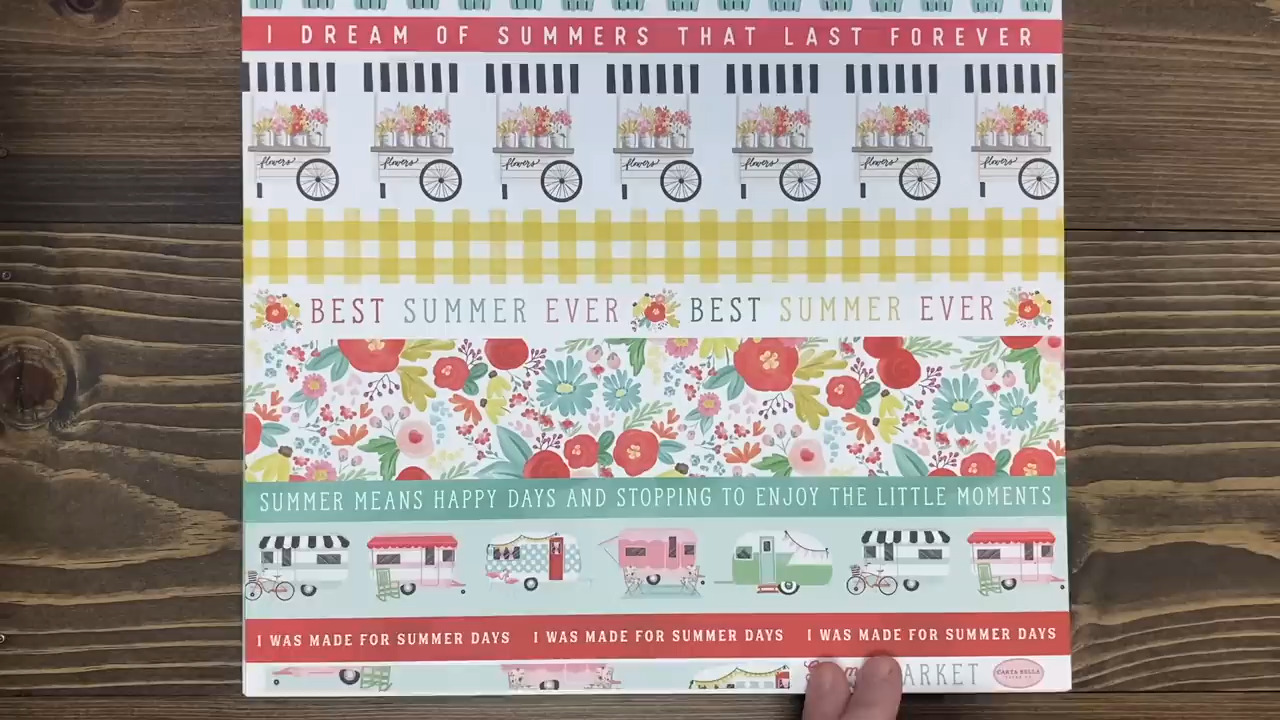 I DREAM OF SUMMERS THAT LAST FOREVER
flowers flowers flowers flowers flowers flowers flowers
BEST SUMMER EVER BEST SUMMER EVER
SUMMER MEANS HAPPY DAYS AND STOPPING TO ENJOY THE LITTLE MOMENTS
I WAS MADE FOR SUMMER DAYS I WAS MADE FOR SUMMER DAYS I WAS MADE FOR SUMMER DAYS
CARTA BELLA